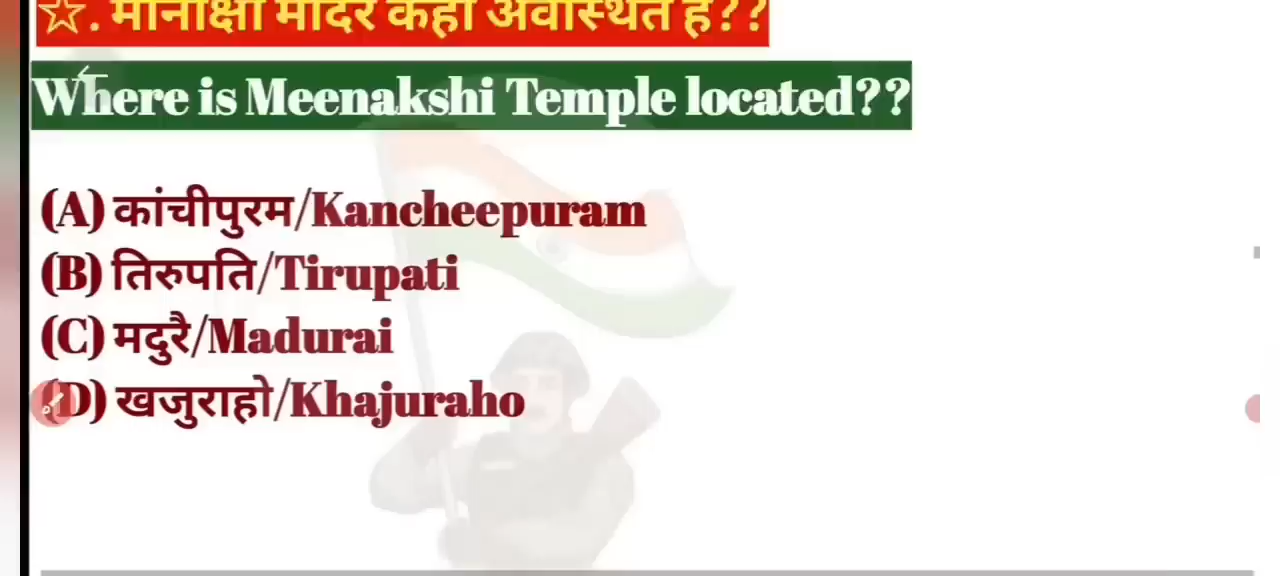 ☆. मीनाक्षी मंदिर कहाँ अवस्थित है??
Where is Meenakshi Temple located??
(A) कांचीपुरम/Kancheepuram
(B) तिरुपति/Tirupati
(C) मदुरै/Madurai
(D) खजुराहो/Khajuraho